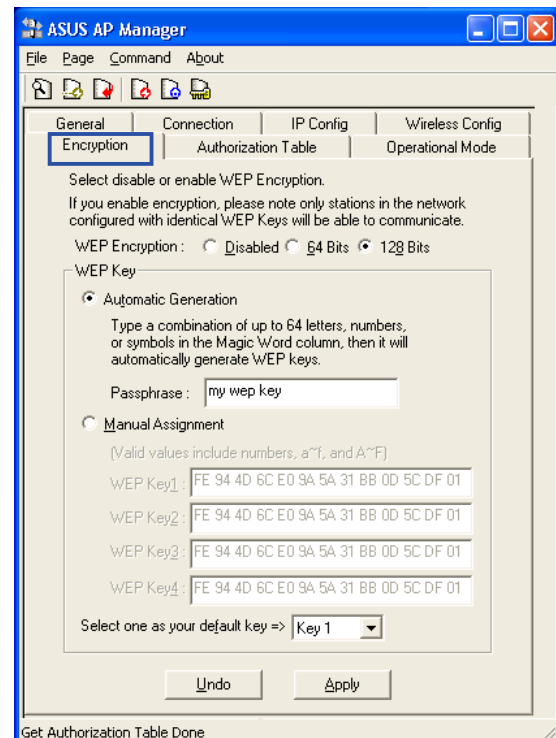 ASUS AP Manager
File Page Command About
General Connection IP Config Wireless Config
Encryption Authorization Table Operational Mode
Select disable or enable WEP Encryption.
If you enable encryption, please note only stations in the network
configured with identical WEP Keys will be able to communicate.
WEP Encryption : Disabled 64 Bits 128 Bits
WEP Key
Automatic Generation
Type a combination of up to 64 letters, numbers,
or symbols in the Magic Word column, then it will
automatically generate WEP keys.
Passphrase : my wep key
Manual Assignment
(Valid values include numbers, a~f, and A~F)
WEP Key1 : FE 94 4D 6C E0 9A 5A 31 BB 0D 5C DF 01
WEP Key2 : FE 94 4D 6C E0 9A 5A 31 BB 0D 5C DF 01
WEP Key3 : FE 94 4D 6C E0 9A 5A 31 BB 0D 5C DF 01
WEP Key4 : FE 94 4D 6C E0 9A 5A 31 BB 0D 5C DF 01
Select one as your default key => Key 1
Undo Apply
Get Authorization Table Done